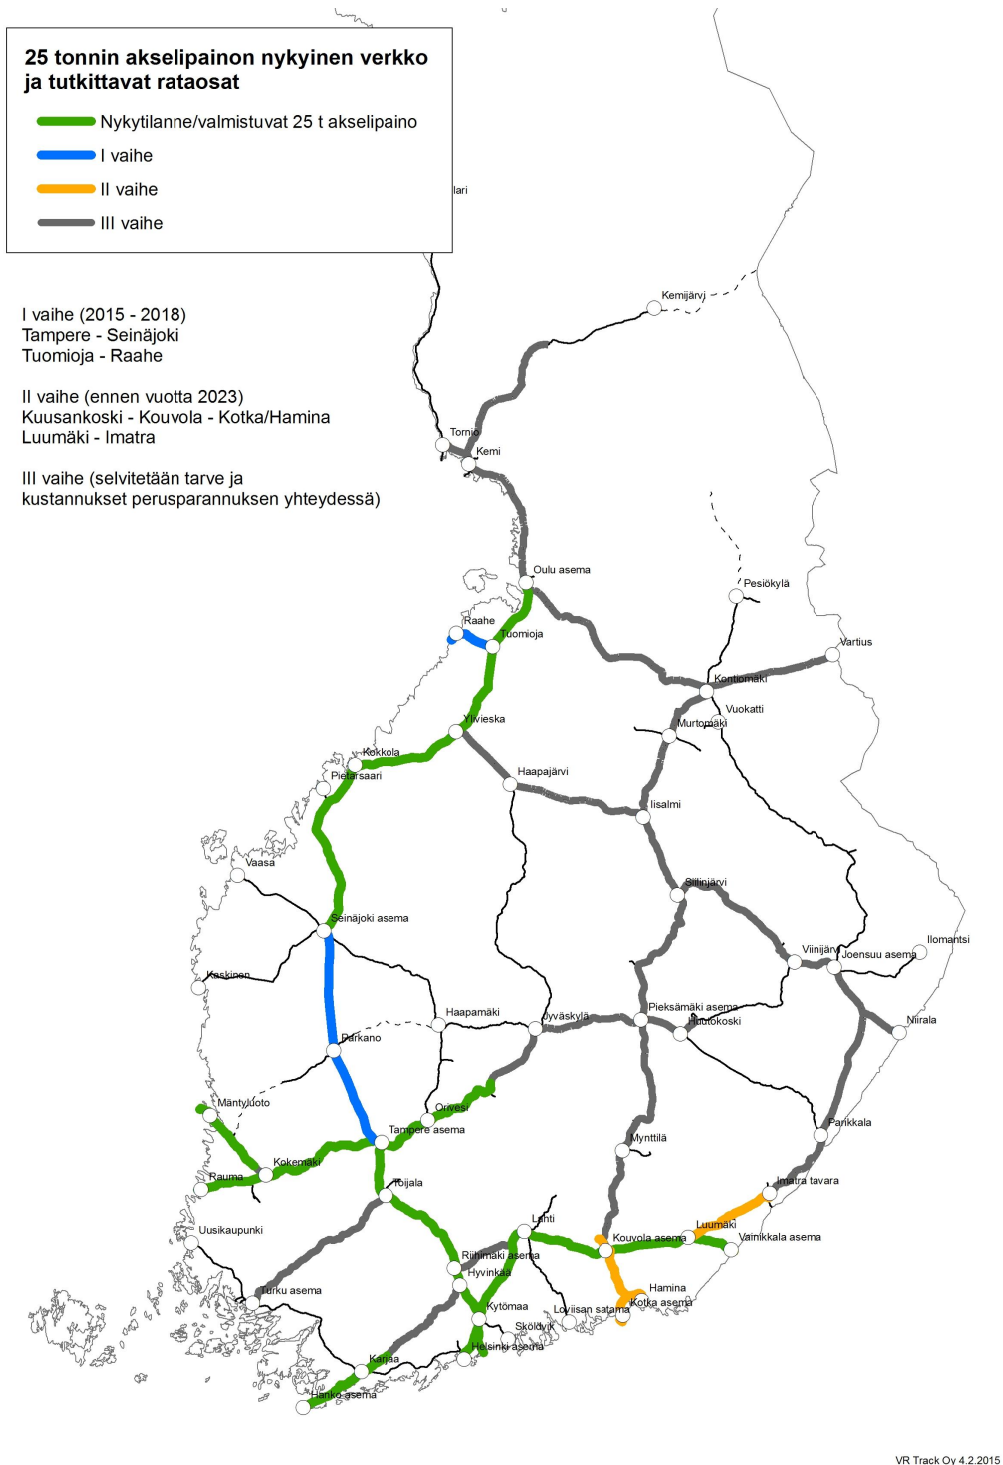 25 tonnin akselipainon nykyinen verkko
ja tutkittavat rataosat
Nykytilanne/valmistuvat 25 t akselipaino
I vaihe
II vaihe
III vaihe
lari
I vaihe (2015 - 2018)
Tampere - Seinäjoki
Tuomioja - Raahe
II vaihe (ennen vuotta 2023)
Kuusankoski - Kouvola - Kotka/Hamina
Luumäki - Imatra
III vaihe (selvitetään tarve ja
kustannukset perusparannuksen yhteydessä)
Kemijärvi
Tornio
Kemi
Oulu asema
Pesiökylä
Raahe
Tuomioja
Vartius
Kontiomäki
Vuokatti
Ylivieska
Murtomäki
Kokkola
Pietarsaari
Haapajärvi
Iisalmi
Vaasa
Siilinjärvi
Seinäjoki asema
Ilomantsi
Viinijärvi
Joensuu asema
Kaskinen
Haapamäki
Jyväskylä
Pieksämäki asema
Huutokoski
Niirala
Parkano
Mäntyluoto
Orivesi
Tampere asema
Parikkala
Mynttilä
Kokemäki
Rauma
Toijala
Imatra tavara
Uusikaupunki
Lahti
Luumäki
Kouvola asema
Vainikkala asema
Riihimäki asema
Hyvinkää
Turku asema
Hamina
Kotka asema
Kytömaa
Loviisan satama
Sköldvik
Helsinki asema
Karjaa
Hanko asema
VR Track Oy 4.2.2015